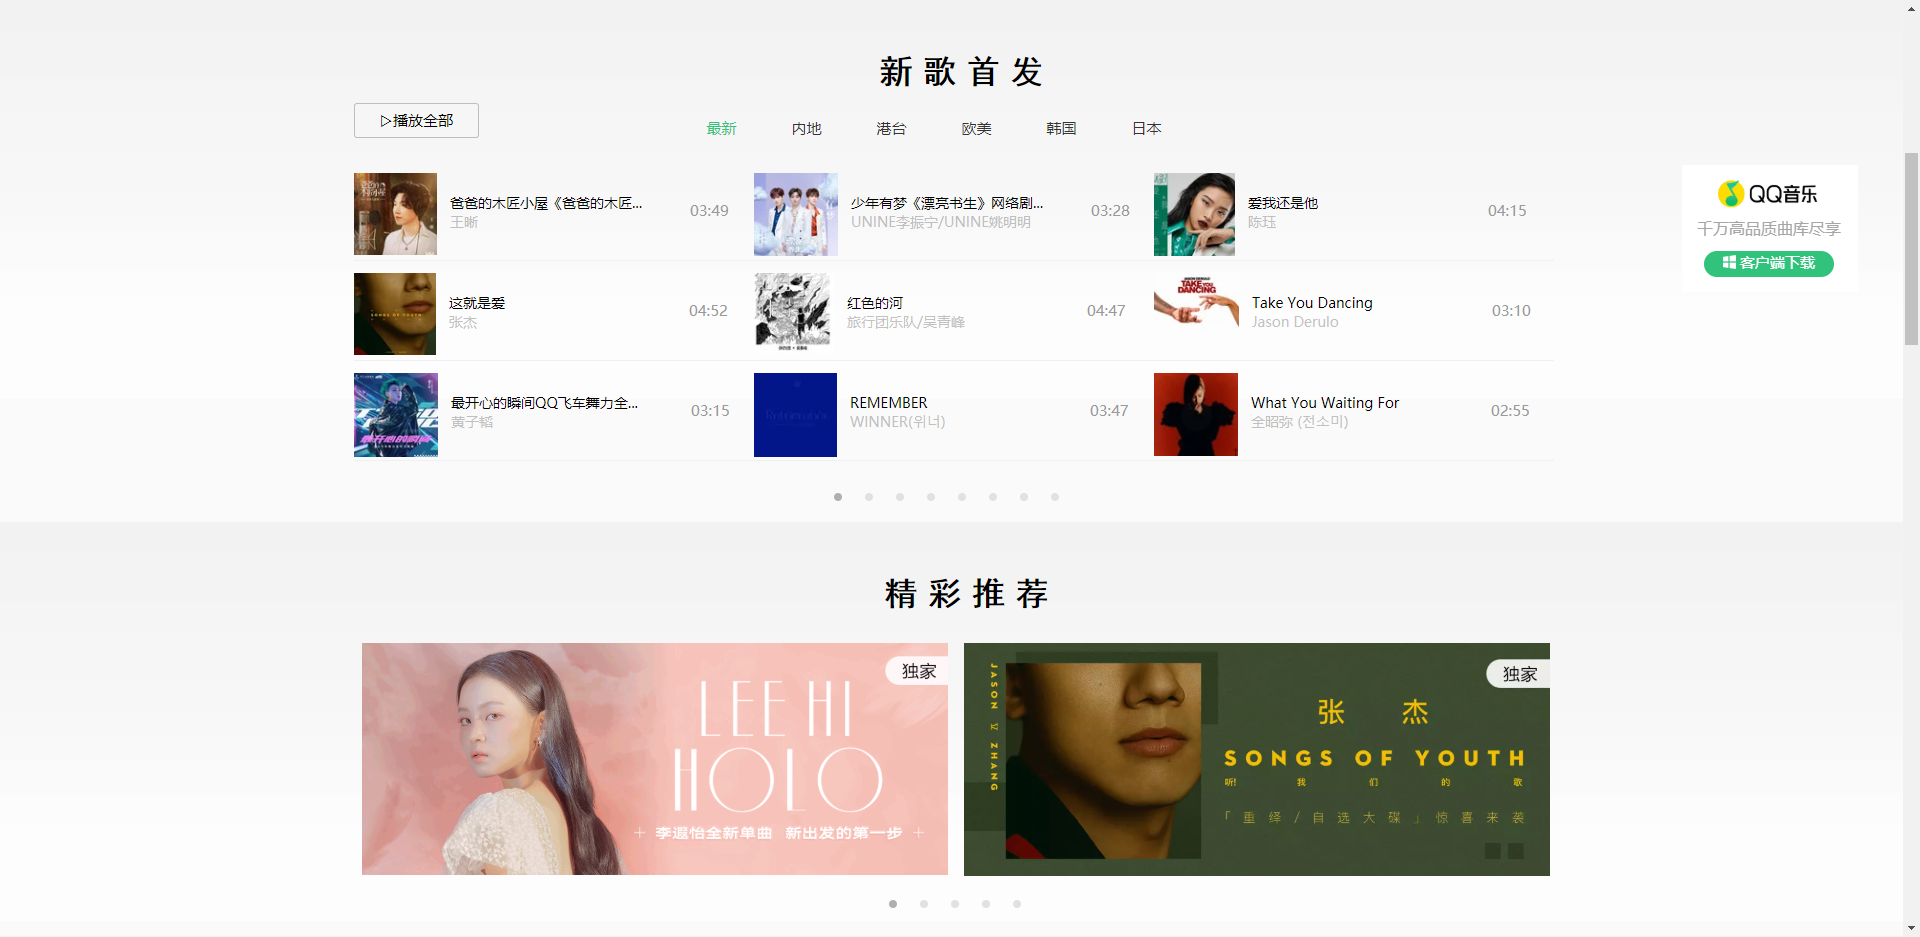 新歌首发
▷播放全部
最新 内地 港台 欧美 韩国 日本
爸爸的木匠小屋《爸爸的木匠...
王晰
03:49
少年有梦《漂亮书生》网络剧...
UNINE李振宁/UNINE姚明明
03:28
爱我还是他
陈珏
04:15
这就是爱
张杰
04:52
红色的河
旅行团乐队/吴青峰
04:47
TAKE YOU
DANCING
Take You Dancing
Jason Derulo
03:10
最开心的瞬间QQ飞车舞力全...
黄子韬
03:15
REMEMBER
WINNER(위너)
03:47
What You Waiting For
全昭弥 (전소미)
02:55
QQ音乐
千万高品质曲库尽享
客户端下载
精彩推荐
独家
LEE HI
HOLO
李遐怡全新单曲 新出发的第一步
独家
JASON ZHANG
张杰
SONGS OF YOUTH
听!我们的歌
「重绎/自选大碟」惊喜来袭